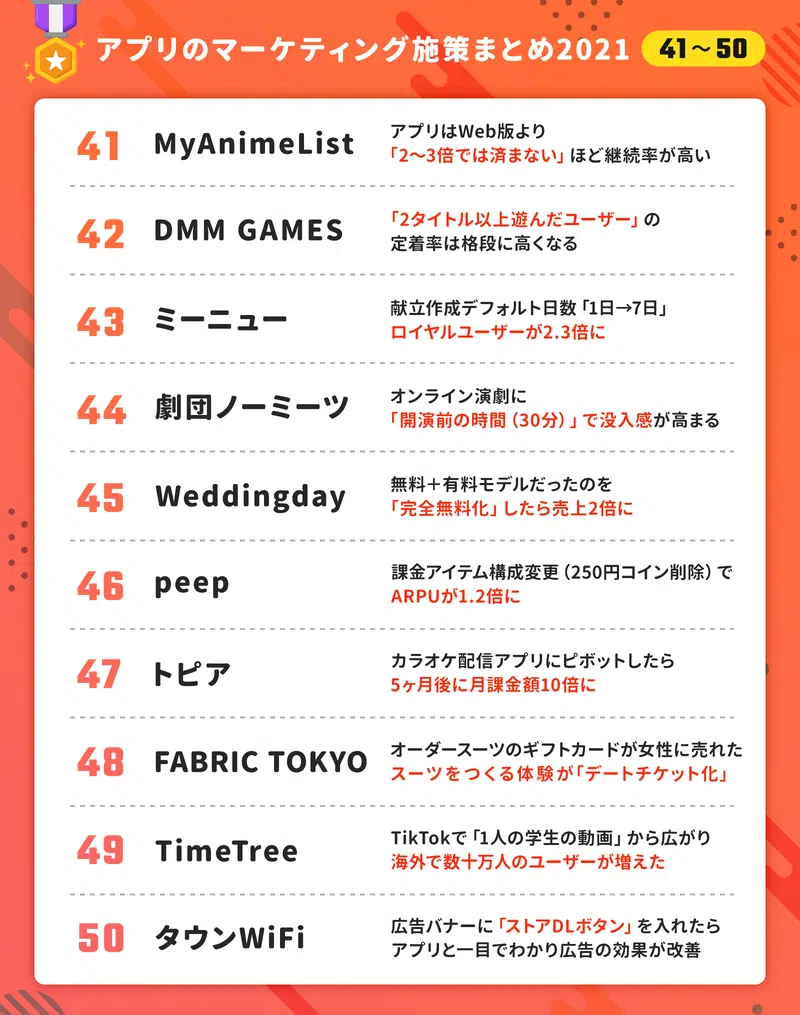 アプリのマーケティング施策まとめ2021 41～50
41 MyAnimeList
アプリはWeb版より
「2〜3倍では済まない」ほど継続率が高い
42 DMM GAMES
「2タイトル以上遊んだユーザー」の
定着率は格段に高くなる
43 ミーニュー
献立作成デフォルト日数「1日→7日」
ロイヤルユーザーが2.3倍に
44 劇団ノーミーツ
オンライン演劇に
「開演前の時間（30分）」で没入感が高まる
45 Weddingday
無料＋有料モデルだったのを
「完全無料化」したら売上2倍に
46 peep
課金アイテム構成変更（250円コイン削除）で
ARPUが1.2倍に
47 トピア
カラオケ配信アプリにピボットしたら
5ヶ月後に月課金額10倍に
48 FABRIC TOKYO
オーダースーツのギフトカードが女性に売れた
スーツをつくる体験が「デートチケット化」
49 TimeTree
TikTokで「1人の学生の動画」から広がり
海外で数十万人のユーザーが増えた
50 タウンWiFi
広告バナーに「ストアDLボタン」を入れたら
アプリと一目でわかり広告の効果が改善